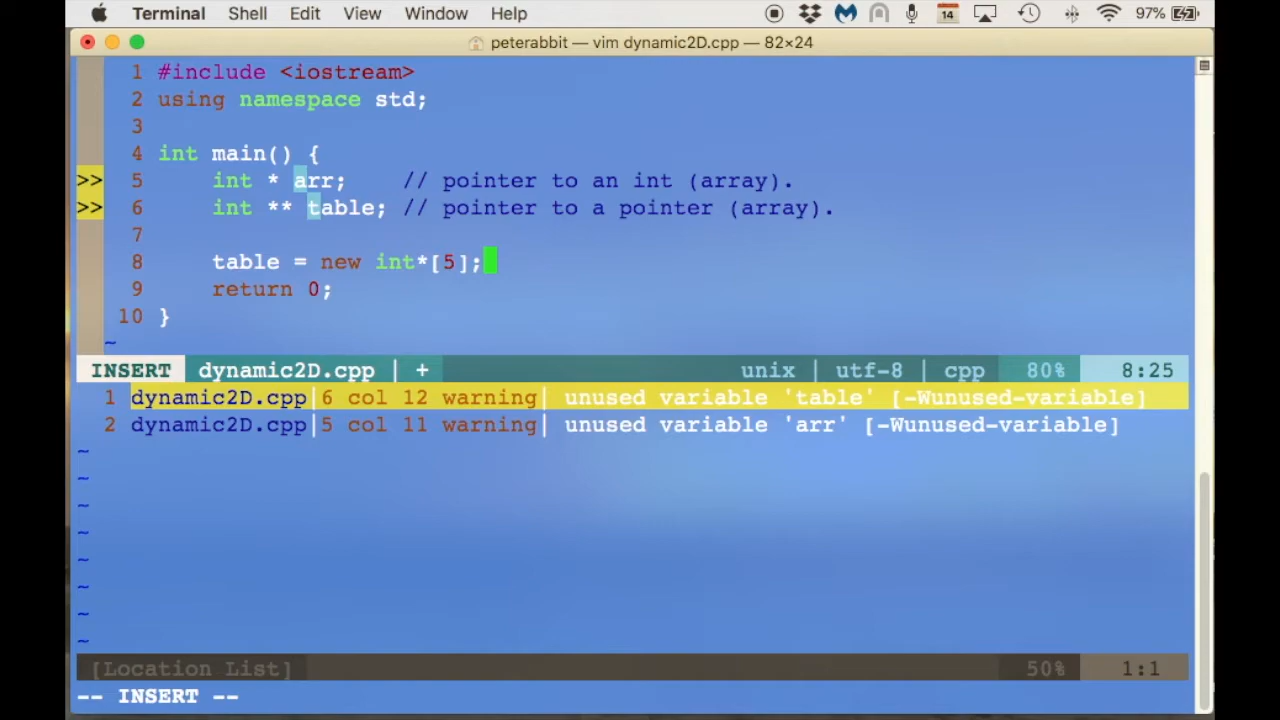 Terminal Shell Edit View Window Help 14 97%
peterabbit — vim dynamic2D.cpp — 82×24
1 #include <iostream>
2 using namespace std;
3
4 int main() {
>> 5     int * arr;    // pointer to an int (array).
>> 6     int ** table; // pointer to a pointer (array).
7
8     table = new int*[5];
9     return 0;
10 }
~
INSERT dynamic2D.cpp | + unix | utf-8 | cpp 80% 8:25
1 dynamic2D.cpp|6 col 12 warning| unused variable 'table' [-Wunused-variable]
2 dynamic2D.cpp|5 col 11 warning| unused variable 'arr' [-Wunused-variable]
~
~
~
~
~
~
~
~
[Location List] 50% 1:1
-- INSERT --